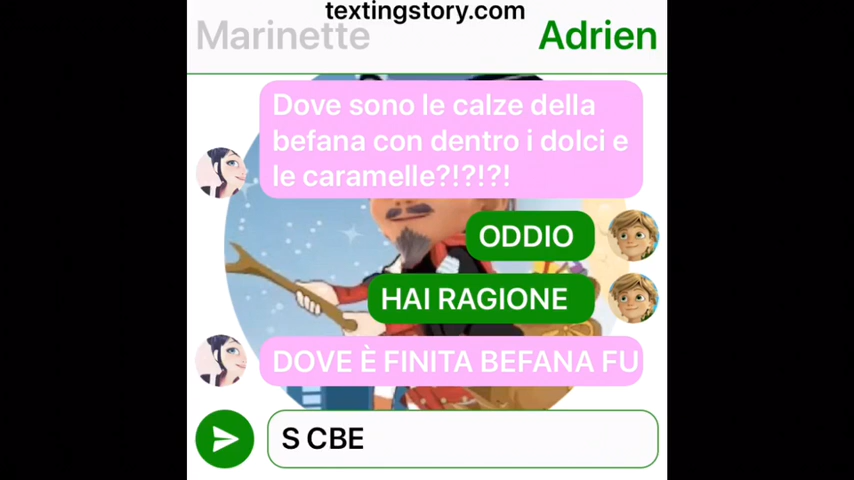 textingstory.com
Marinette
Adrien
Dove sono le calze della
befana con dentro i dolci e
le caramelle?!?!?!
ODDIO
HAI RAGIONE
DOVE È FINITA BEFANA FU
S CBE